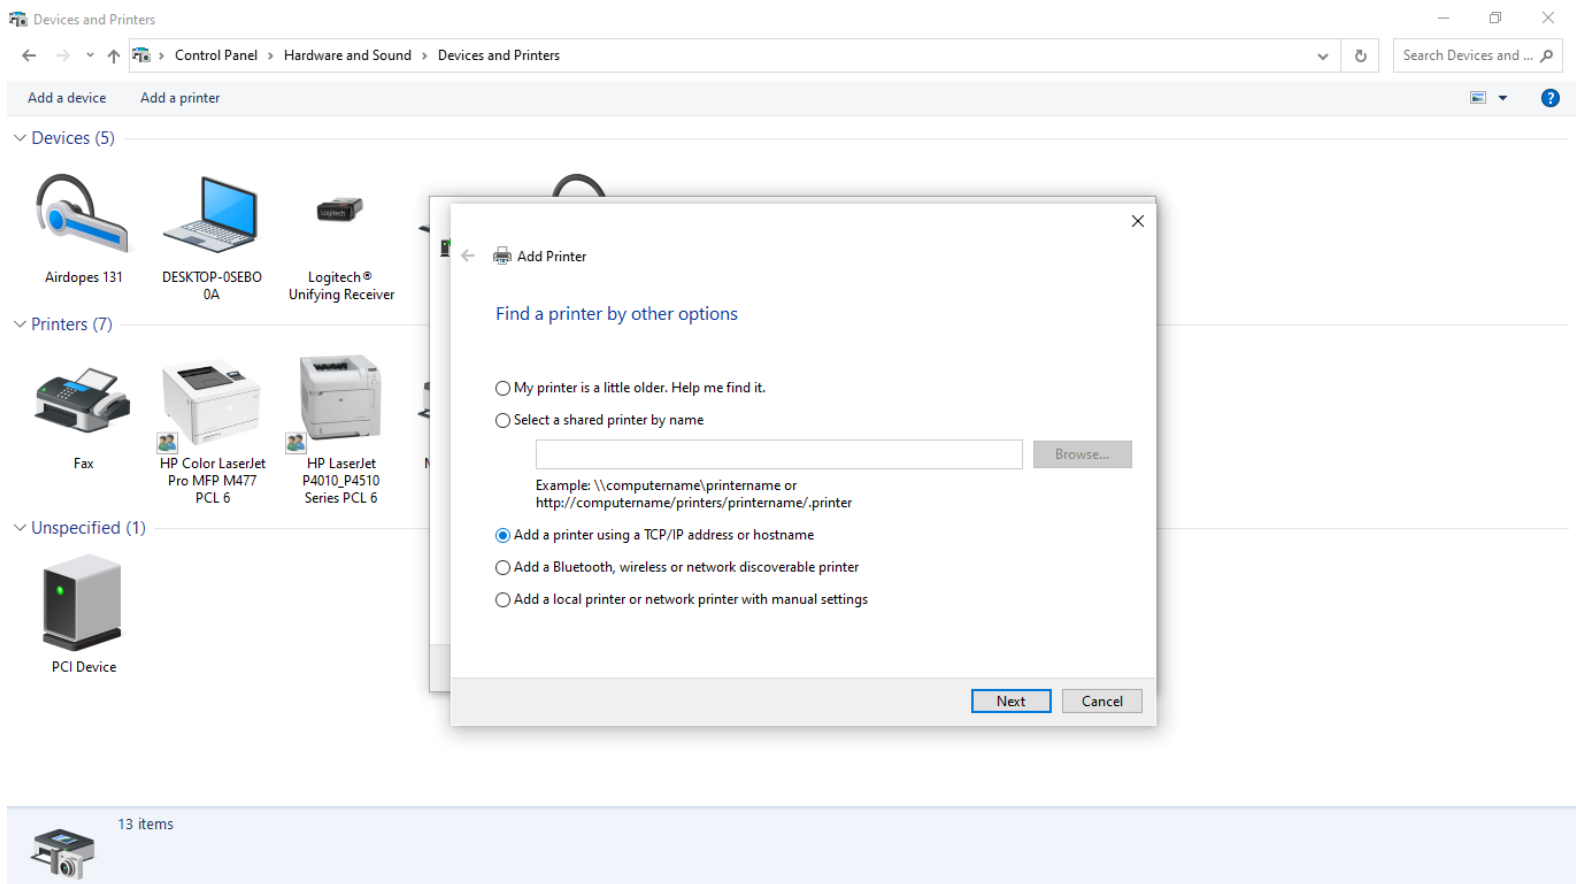 Devices and Printers
Control Panel > Hardware and Sound > Devices and Printers
Search Devices and ...
Add a device Add a printer
Devices (5)
Logitech
Airdopes 131
DESKTOP-0SEBO
0A
Logitech®
Unifying Receiver
Printers (7)
Fax
HP Color LaserJet
Pro MFP M477
PCL 6
HP LaserJet
P4010_P4510
Series PCL 6
Unspecified (1)
PCI Device
Add Printer
Find a printer by other options
My printer is a little older. Help me find it.
Select a shared printer by name
Browse...
Example: \\computername\printername or
http://computername/printers/printername/.printer
Add a printer using a TCP/IP address or hostname
Add a Bluetooth, wireless or network discoverable printer
Add a local printer or network printer with manual settings
Next Cancel
13 items